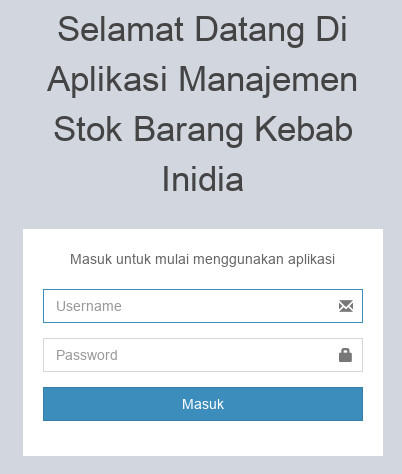 Selamat Datang Di
Aplikasi Manajemen
Stok Barang Kebab
Inidia
Masuk untuk mulai menggunakan aplikasi
Username
Password
Masuk